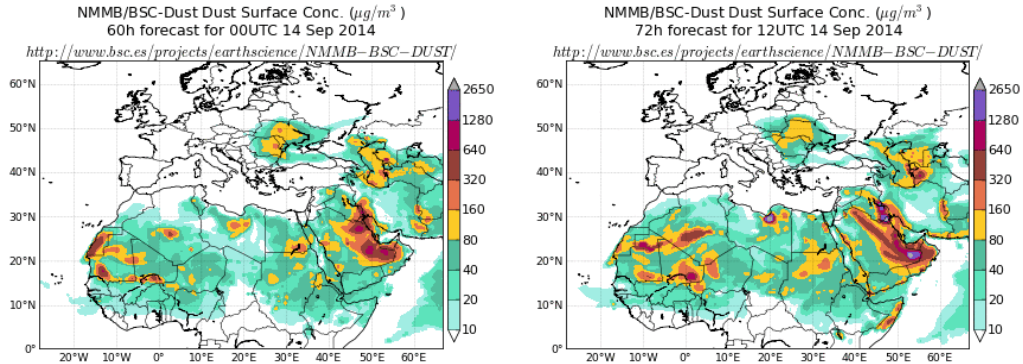 NMMB/BSC-Dust Dust Surface Conc. (µg/m³ )
60h forecast for 00UTC 14 Sep 2014
http://www.bsc.es/projects/earthscience/NMMB−BSC−DUST/
60°N
50°N
40°N
30°N
20°N
10°N
0°
20°W 10°W 0° 10°E 20°E 30°E 40°E 50°E 60°E
2650
1280
640
320
160
80
40
20
10
NMMB/BSC-Dust Dust Surface Conc. (µg/m³ )
72h forecast for 12UTC 14 Sep 2014
http://www.bsc.es/projects/earthscience/NMMB−BSC−DUST/
60°N
50°N
40°N
30°N
20°N
10°N
0°
20°W 10°W 0° 10°E 20°E 30°E 40°E 50°E 60°E
2650
1280
640
320
160
80
40
20
10